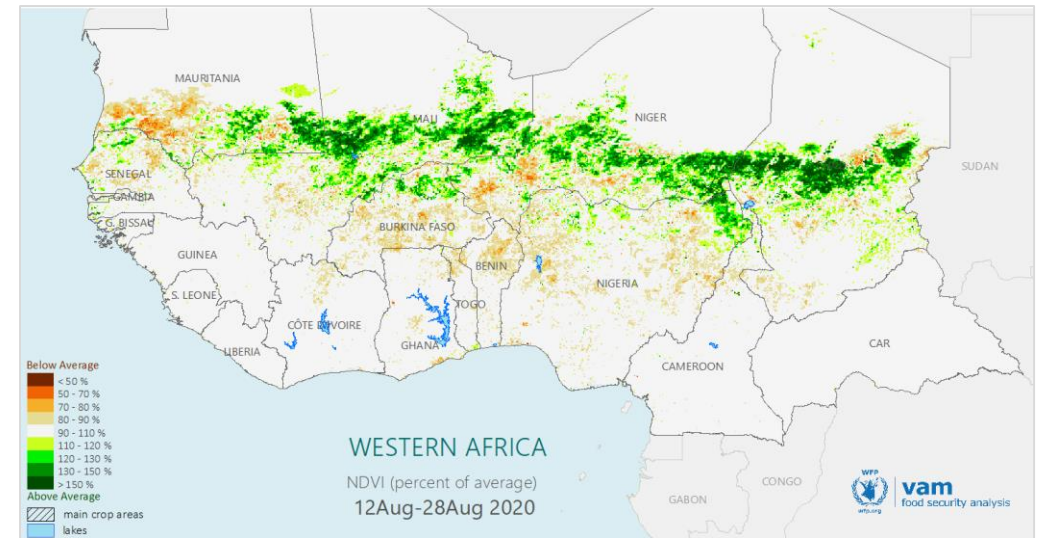 MAURITANIA
MALI
NIGER
SUDAN
SENEGAL
GAMBIA
G. BISSAU
BURKINA FASO
GUINEA
BENIN
NIGERIA
S. LEONE
TOGO
CÔTE D'IVOIRE
GHANA
LIBERIA
CAMEROON
CAR
GABON
CONGO
Below Average
< 50 %
50 - 70 %
70 - 80 %
80 - 90 %
90 - 110 %
110 - 120 %
120 - 130 %
130 - 150 %
> 150 %
Above Average
main crop areas
lakes
WESTERN AFRICA
NDVI (percent of average)
12Aug-28Aug 2020
WFP
wfp.org
vam
food security analysis